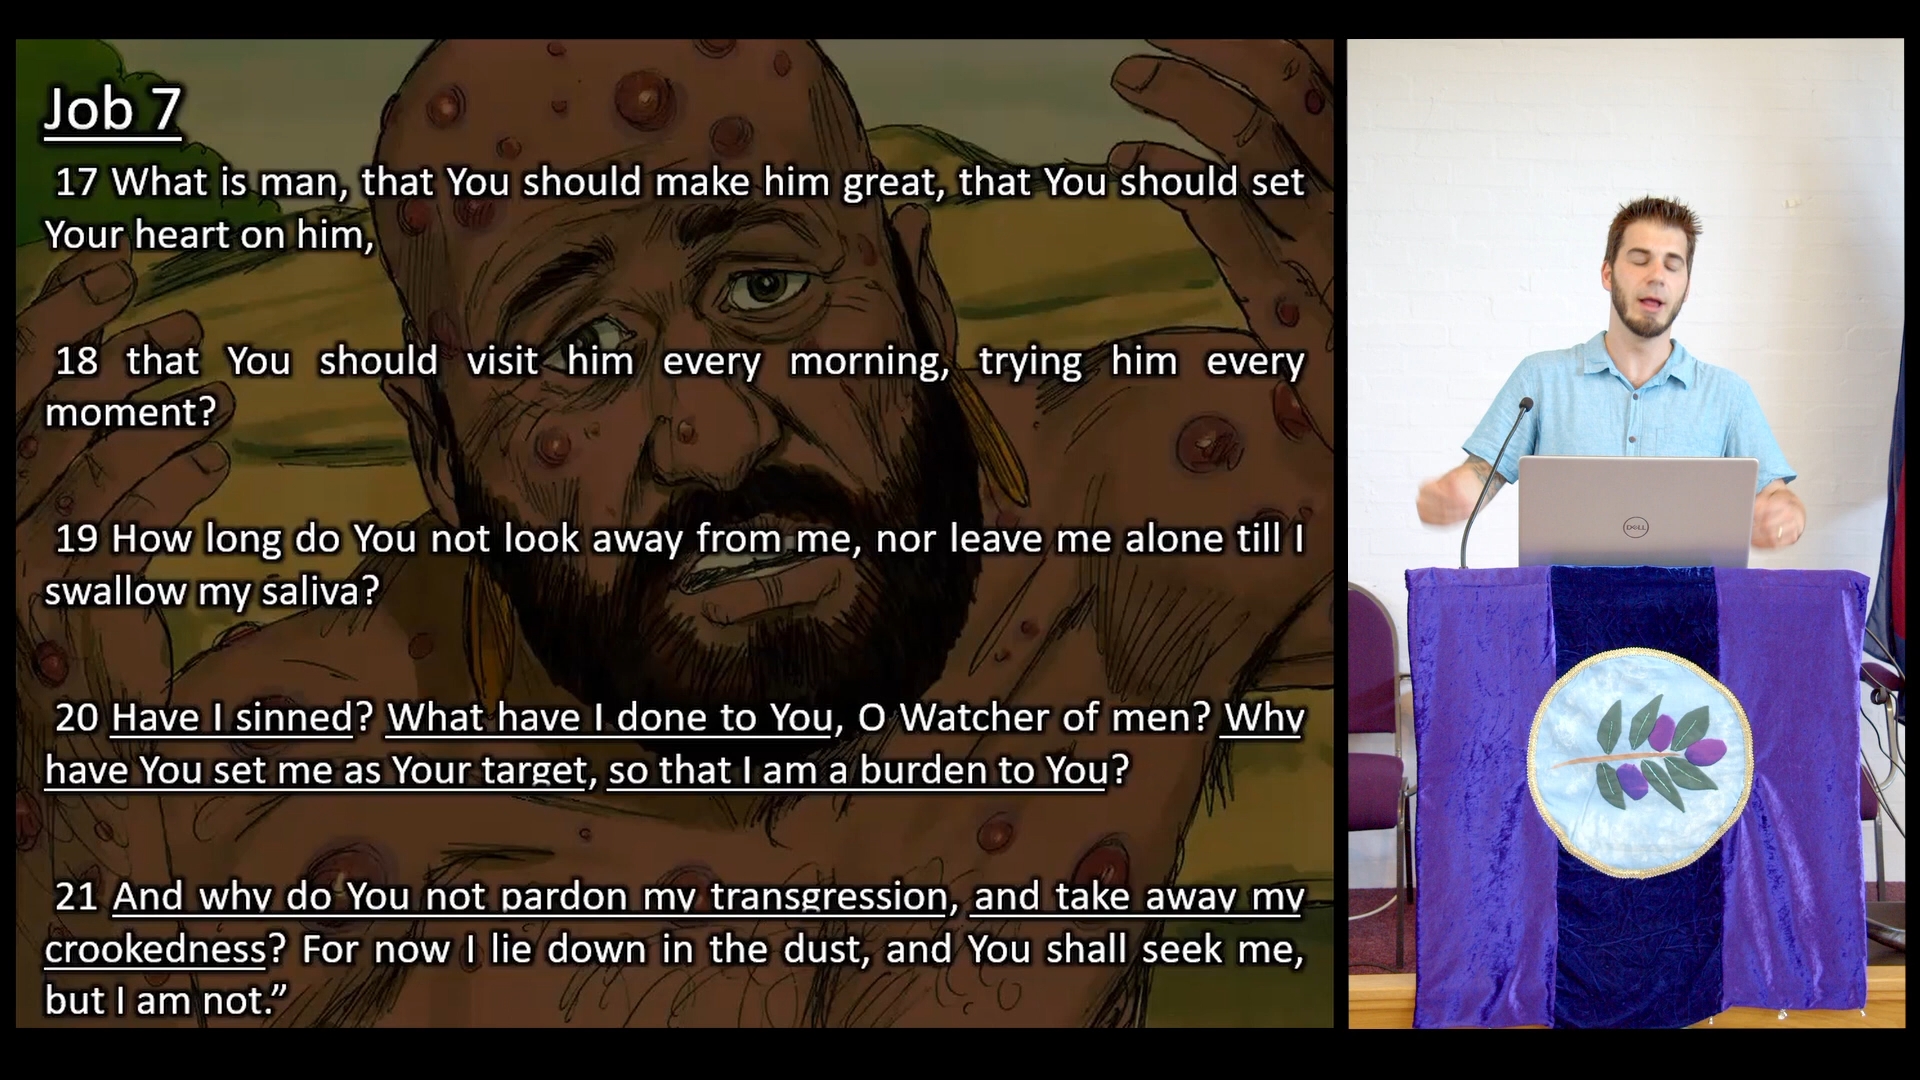 Job 7
17 What is man, that You should make him great, that You should set
Your heart on him,
18 that You should visit him every morning, trying him every
moment?
19 How long do You not look away from me, nor leave me alone till I
swallow my saliva?
20 Have I sinned? What have I done to You, O Watcher of men? Why
have You set me as Your target, so that I am a burden to You?
21 And why do You not pardon my transgression, and take away my
crookedness? For now I lie down in the dust, and You shall seek me,
but I am not.”
DELL